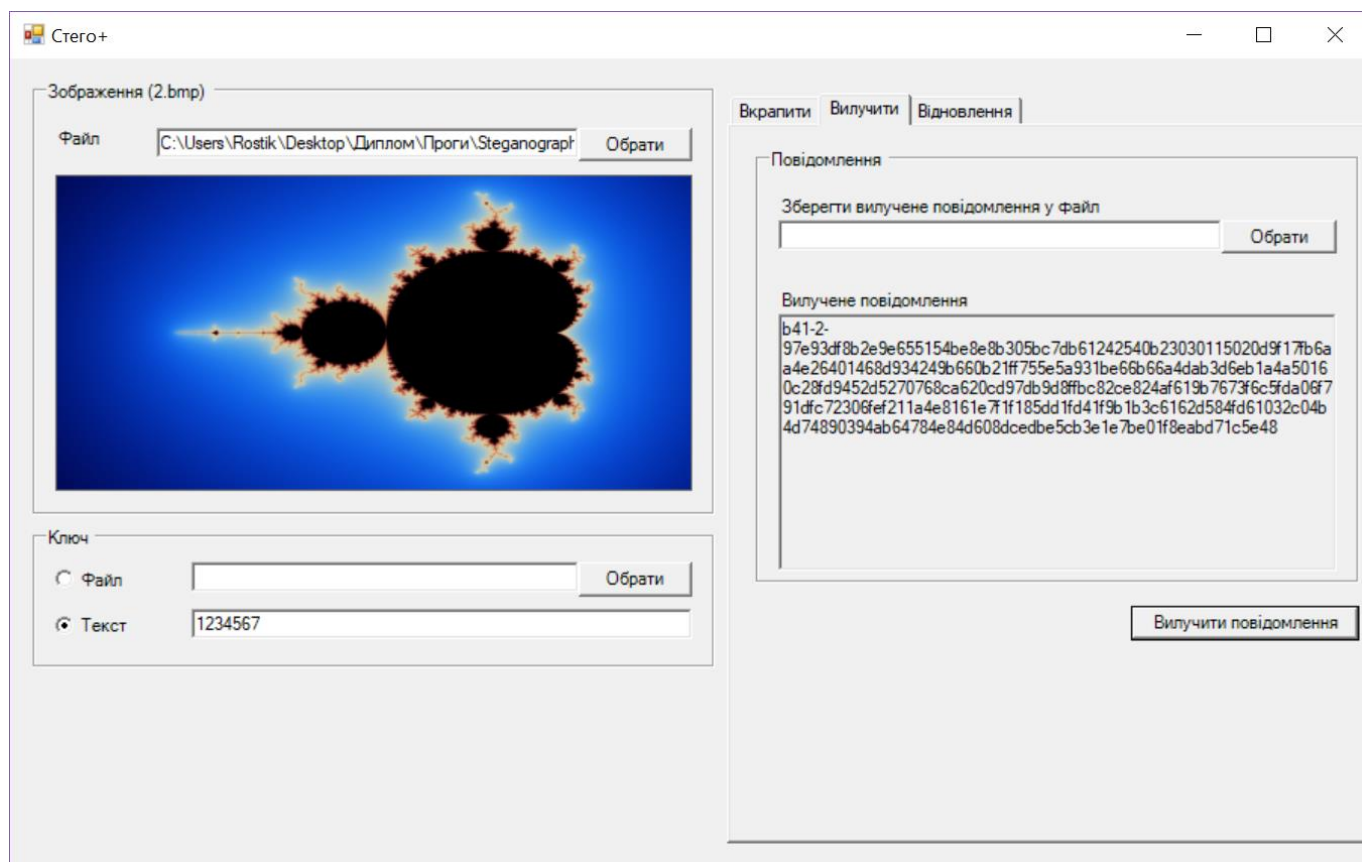 Стего+
Зображення (2.bmp)
Файл
C:\Users\Rostik\Desktop\Диплом\Проги\Steganograph
Обрати
Ключ
Файл
Обрати
Текст
1234567
Вкрапити Вилучити Відновлення
Повідомлення
Зберегти вилучене повідомлення у файл
Обрати
Вилучене повідомлення
b41-2-
97e93df8b2e9e655154be8e8b305bc7db61242540b23030115020d9f17fb6a
a4e26401468d934249b660b21ff755e5a931be66b66a4dab3d6eb1a4a5016
0c28fd9452d5270768ca620cd97db9d8ffbc82ce824af619b7673f6c5fda06f7
91dfc72306fef211a4e8161e7f1f185dd1fd41f9b1b3c6162d584fd61032c04b
4d74890394ab64784e84d608dcedbe5cb3e1e7be01f8eabd71c5e48
Вилучити повідомлення